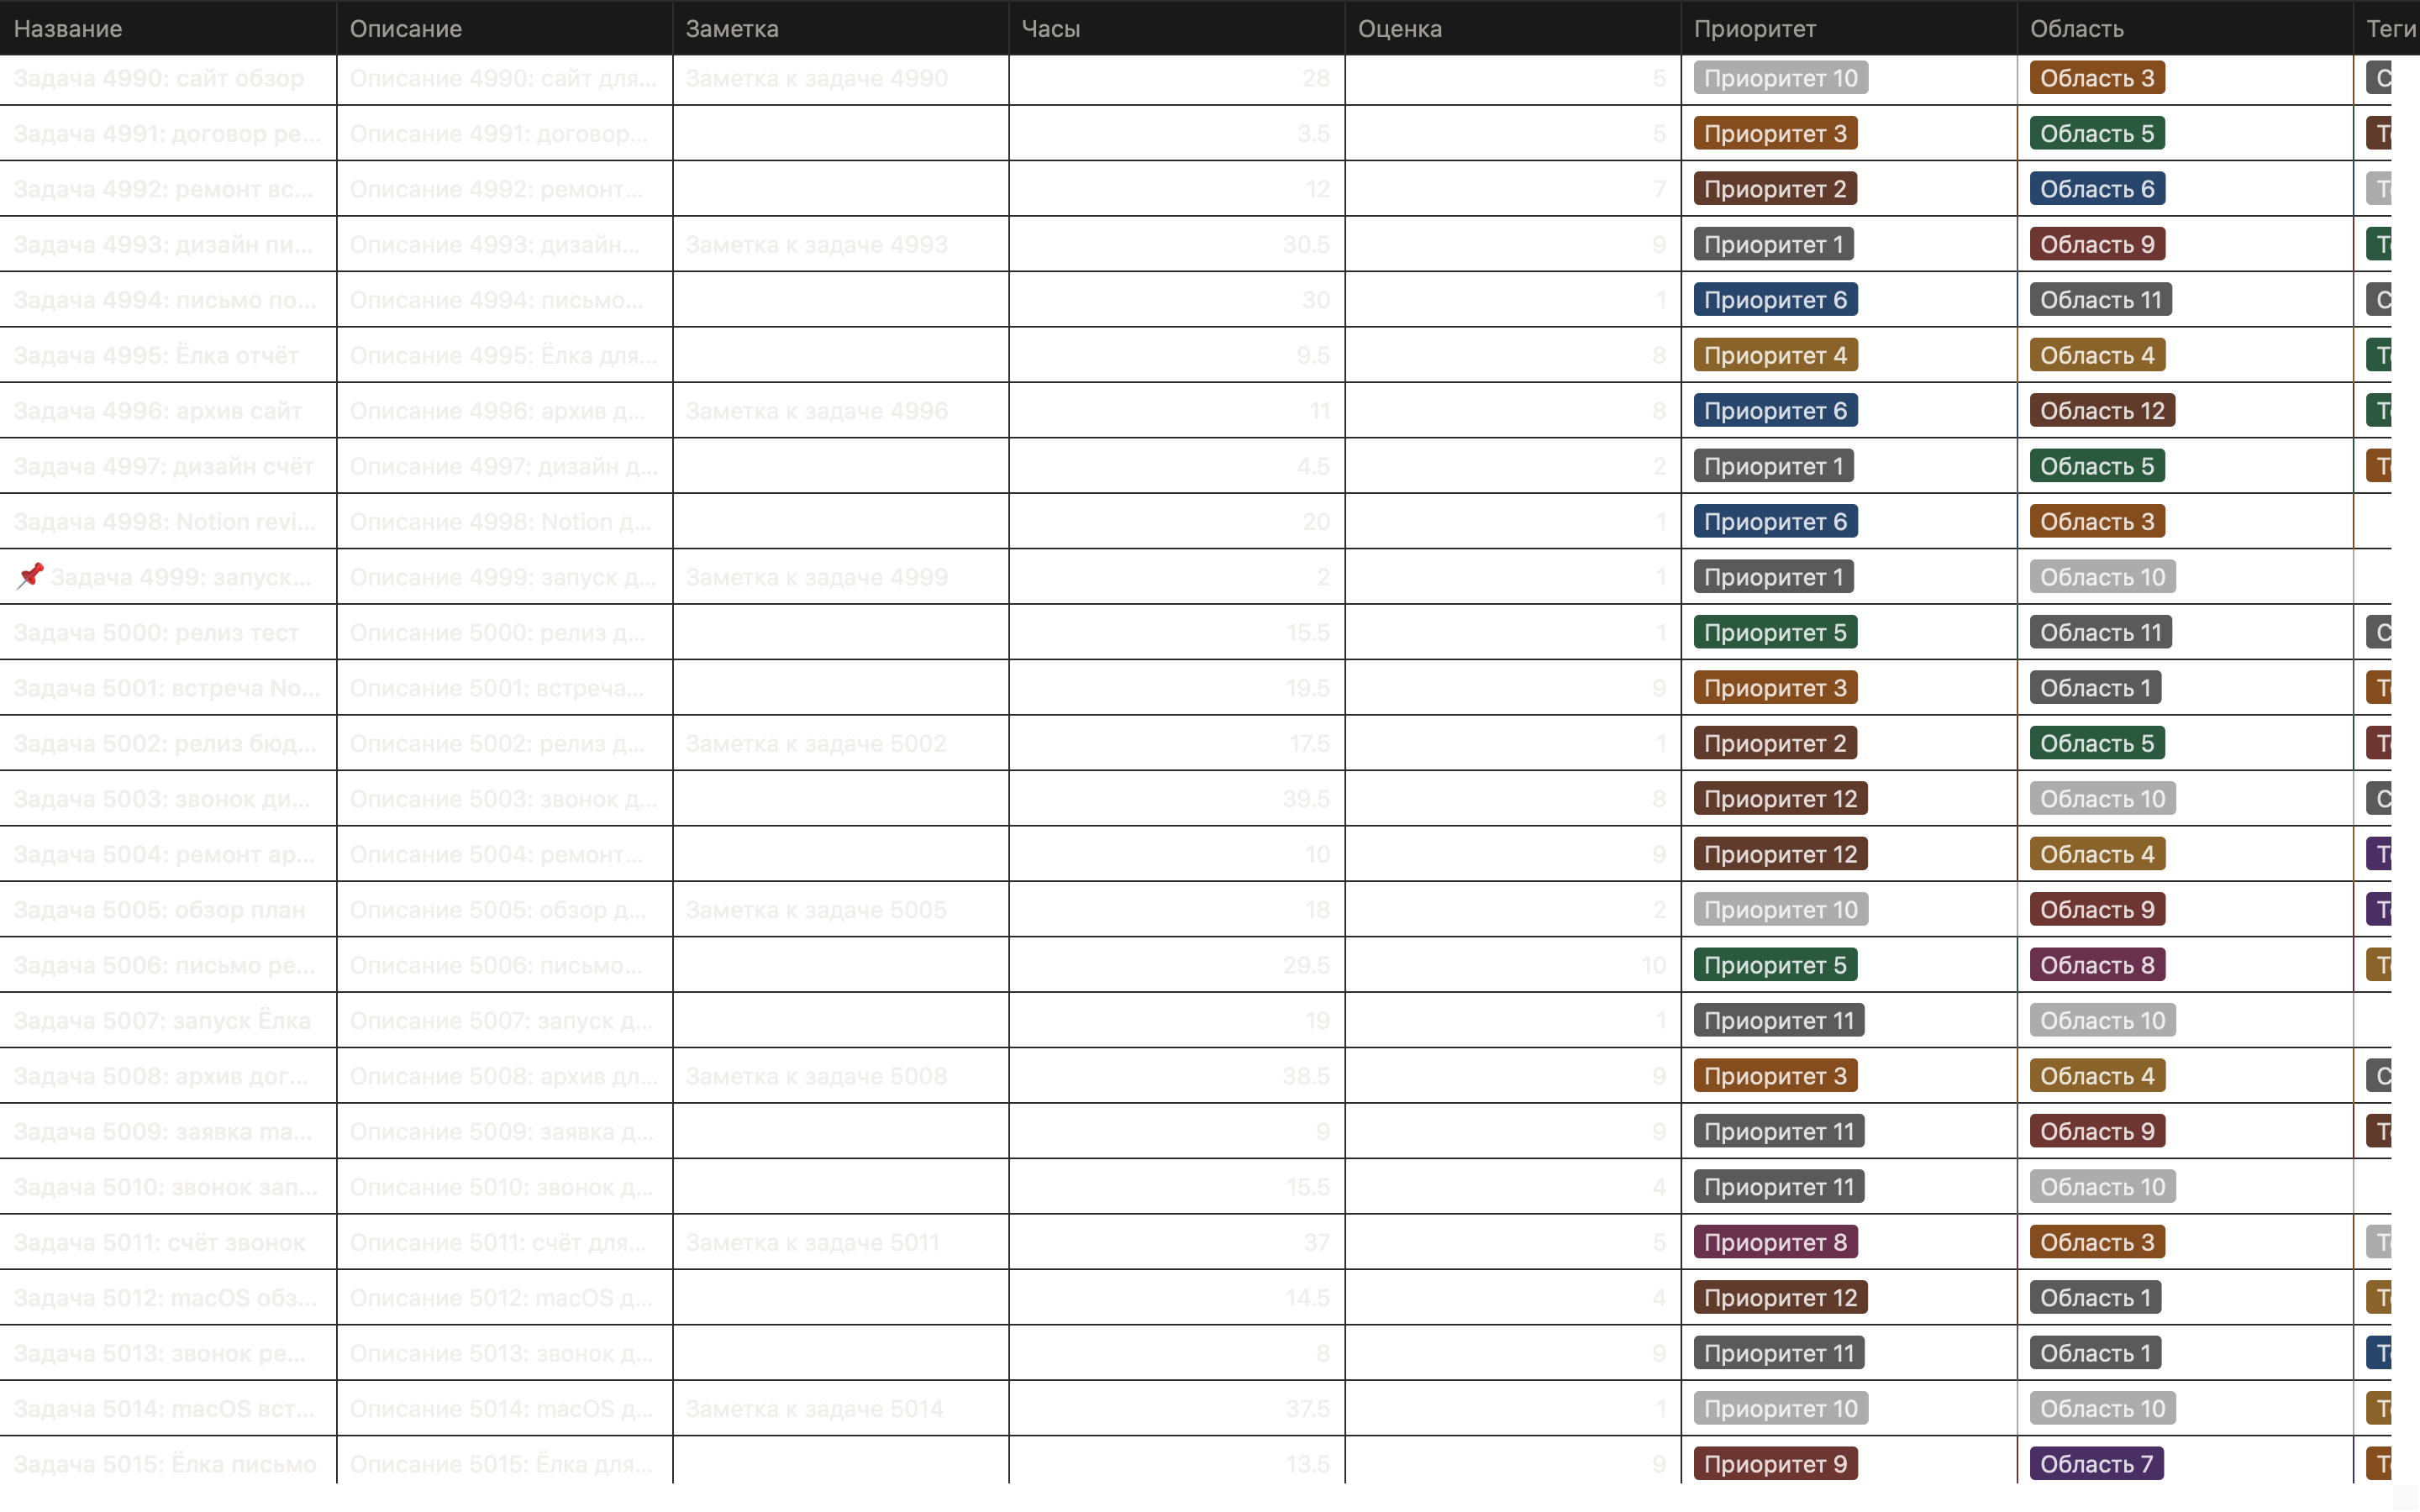 Название Описание Заметка Часы Оценка Приоритет Область Теги
Задача 4990: сайт обзор Описание 4990: сайт для... Заметка к задаче 4990 28 5 Приоритет 10 Область 3
Задача 4991: договор ре... Описание 4991: договор... 3.5 5 Приоритет 3 Область 5
Задача 4992: ремонт вс... Описание 4992: ремонт... 12 7 Приоритет 2 Область 6
Задача 4993: дизайн пи... Описание 4993: дизайн... Заметка к задаче 4993 30.5 9 Приоритет 1 Область 9
Задача 4994: письмо по... Описание 4994: письмо... 30 1 Приоритет 6 Область 11
Задача 4995: Ёлка отчёт Описание 4995: Ёлка для... 9.5 8 Приоритет 4 Область 4
Задача 4996: архив сайт Описание 4996: архив д... Заметка к задаче 4996 11 8 Приоритет 6 Область 12
Задача 4997: дизайн счёт Описание 4997: дизайн д... 4.5 2 Приоритет 1 Область 5
Задача 4998: Notion revi... Описание 4998: Notion д... 20 1 Приоритет 6 Область 3
Задача 4999: запуск... Описание 4999: запуск д... Заметка к задаче 4999 2 1 Приоритет 1 Область 10
Задача 5000: релиз тест Описание 5000: релиз д... 15.5 1 Приоритет 5 Область 11
Задача 5001: встреча No... Описание 5001: встреча... 19.5 9 Приоритет 3 Область 1
Задача 5002: релиз бюд... Описание 5002: релиз д... Заметка к задаче 5002 17.5 1 Приоритет 2 Область 5
Задача 5003: звонок ди... Описание 5003: звонок д... 39.5 8 Приоритет 12 Область 10
Задача 5004: ремонт ар... Описание 5004: ремонт... 10 9 Приоритет 12 Область 4
Задача 5005: обзор план Описание 5005: обзор д... Заметка к задаче 5005 18 2 Приоритет 10 Область 9
Задача 5006: письмо ре... Описание 5006: письмо... 29.5 10 Приоритет 5 Область 8
Задача 5007: запуск Ёлка Описание 5007: запуск д... 19 1 Приоритет 11 Область 10
Задача 5008: архив дог... Описание 5008: архив дл... Заметка к задаче 5008 38.5 9 Приоритет 3 Область 4
Задача 5009: заявка ma... Описание 5009: заявка д... 9 9 Приоритет 11 Область 9
Задача 5010: звонок зап... Описание 5010: звонок д... 15.5 4 Приоритет 11 Область 10
Задача 5011: счёт звонок Описание 5011: счёт для... Заметка к задаче 5011 37 5 Приоритет 8 Область 3
Задача 5012: macOS обз... Описание 5012: macOS д... 14.5 4 Приоритет 12 Область 1
Задача 5013: звонок ре... Описание 5013: звонок д... 8 9 Приоритет 11 Область 1
Задача 5014: macOS вст... Описание 5014: macOS д... Заметка к задаче 5014 37.5 1 Приоритет 10 Область 10
Задача 5015: Ёлка письмо Описание 5015: Ёлка для... 13.5 9 Приоритет 9 Область 7